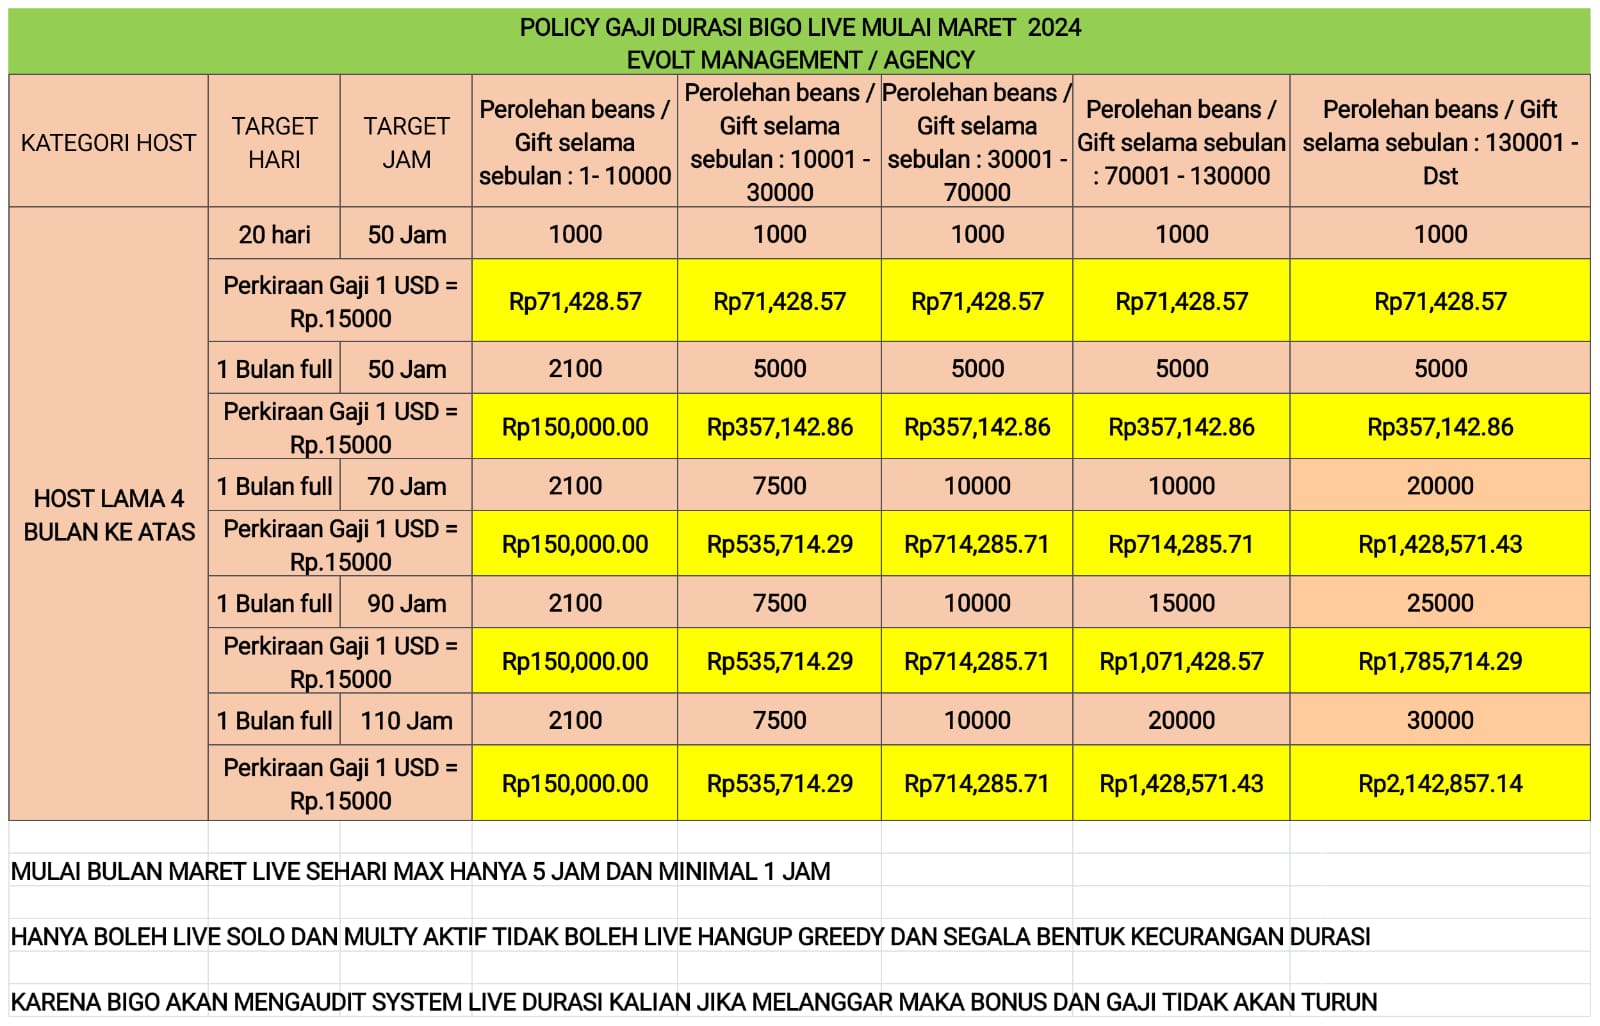 POLICY GAJI DURASI BIGO LIVE MULAI MARET 2024
EVOLT MANAGEMENT / AGENCY
KATEGORI HOST
TARGET
HARI
TARGET
JAM
Perolehan beans /
Gift selama
sebulan : 1- 10000
Perolehan beans /
Gift selama
sebulan : 10001 -
30000
Perolehan beans /
Gift selama
sebulan : 30001 -
70000
Perolehan beans /
Gift selama sebulan
: 70001 - 130000
Perolehan beans / Gift
selama sebulan : 130001 -
Dst
HOST LAMA 4
BULAN KE ATAS
20 hari 50 Jam 1000 1000 1000 1000 1000
Perkiraan Gaji 1 USD =
Rp.15000
Rp71,428.57 Rp71,428.57 Rp71,428.57 Rp71,428.57 Rp71,428.57
1 Bulan full 50 Jam 2100 5000 5000 5000 5000
Perkiraan Gaji 1 USD =
Rp.15000
Rp150,000.00 Rp357,142.86 Rp357,142.86 Rp357,142.86 Rp357,142.86
1 Bulan full 70 Jam 2100 7500 10000 10000 20000
Perkiraan Gaji 1 USD =
Rp.15000
Rp150,000.00 Rp535,714.29 Rp714,285.71 Rp714,285.71 Rp1,428,571.43
1 Bulan full 90 Jam 2100 7500 10000 15000 25000
Perkiraan Gaji 1 USD =
Rp.15000
Rp150,000.00 Rp535,714.29 Rp714,285.71 Rp1,071,428.57 Rp1,785,714.29
1 Bulan full 110 Jam 2100 7500 10000 20000 30000
Perkiraan Gaji 1 USD =
Rp.15000
Rp150,000.00 Rp535,714.29 Rp714,285.71 Rp1,428,571.43 Rp2,142,857.14
MULAI BULAN MARET LIVE SEHARI MAX HANYA 5 JAM DAN MINIMAL 1 JAM
HANYA BOLEH LIVE SOLO DAN MULTY AKTIF TIDAK BOLEH LIVE HANGUP GREEDY DAN SEGALA BENTUK KECURANGAN DURASI
KARENA BIGO AKAN MENGAUDIT SYSTEM LIVE DURASI KALIAN JIKA MELANGGAR MAKA BONUS DAN GAJI TIDAK AKAN TURUN